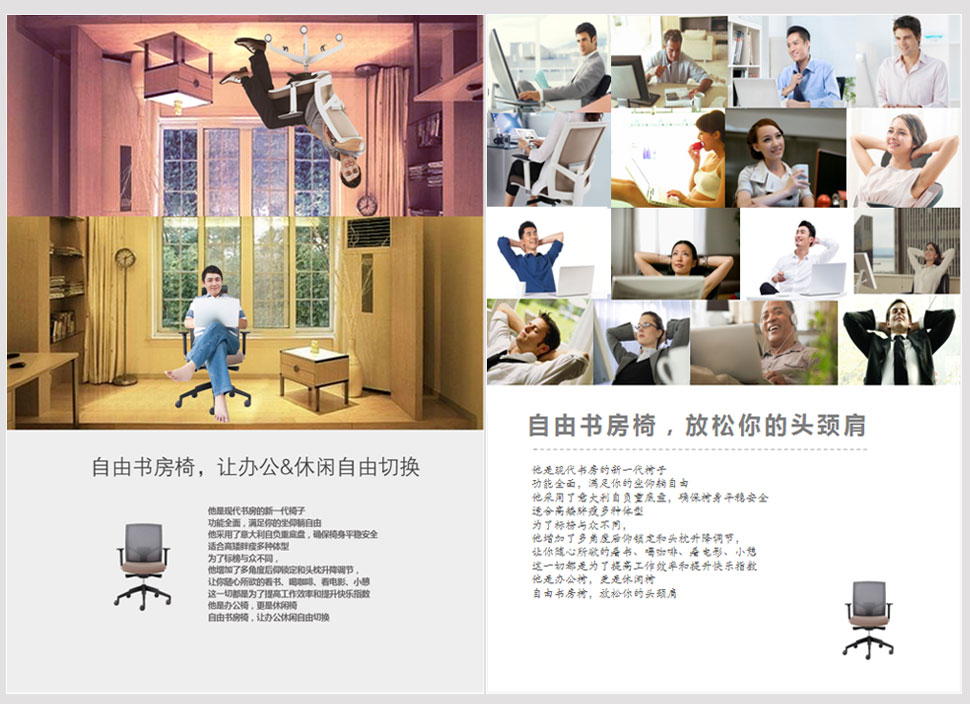 自由书房椅，让办公&休闲自由切换
他是现代书房的新一代椅子
功能全面，满足你的坐仰躺自由
他采用了意大利自负重底盘，确保椅身平稳安全
适合高矮胖瘦多种体型
为了标榜与众不同，
他增加了多角度后仰锁定和头枕升降调节，
让你随心所欲的看书、喝咖啡、看电影、小憩
这一切都是为了提高工作效率和提升快乐指数
他是办公椅，更是休闲椅
自由书房椅，让办公休闲自由切换
自由书房椅，放松你的头颈肩
他是现代书房的新一代椅子
功能全面，满足你的坐仰躺自由
他采用了意大利自负重底盘，确保椅身平稳安全
适合高矮胖瘦多种体型
为了标榜与众不同，
他增加了多角度后仰锁定和头枕升降调节，
让你随心所欲的看书、喝咖啡、看电影、小憩
这一切都是为了提高工作效率和提升快乐指数
他是办公椅，更是休闲椅
自由书房椅，放松你的头颈肩